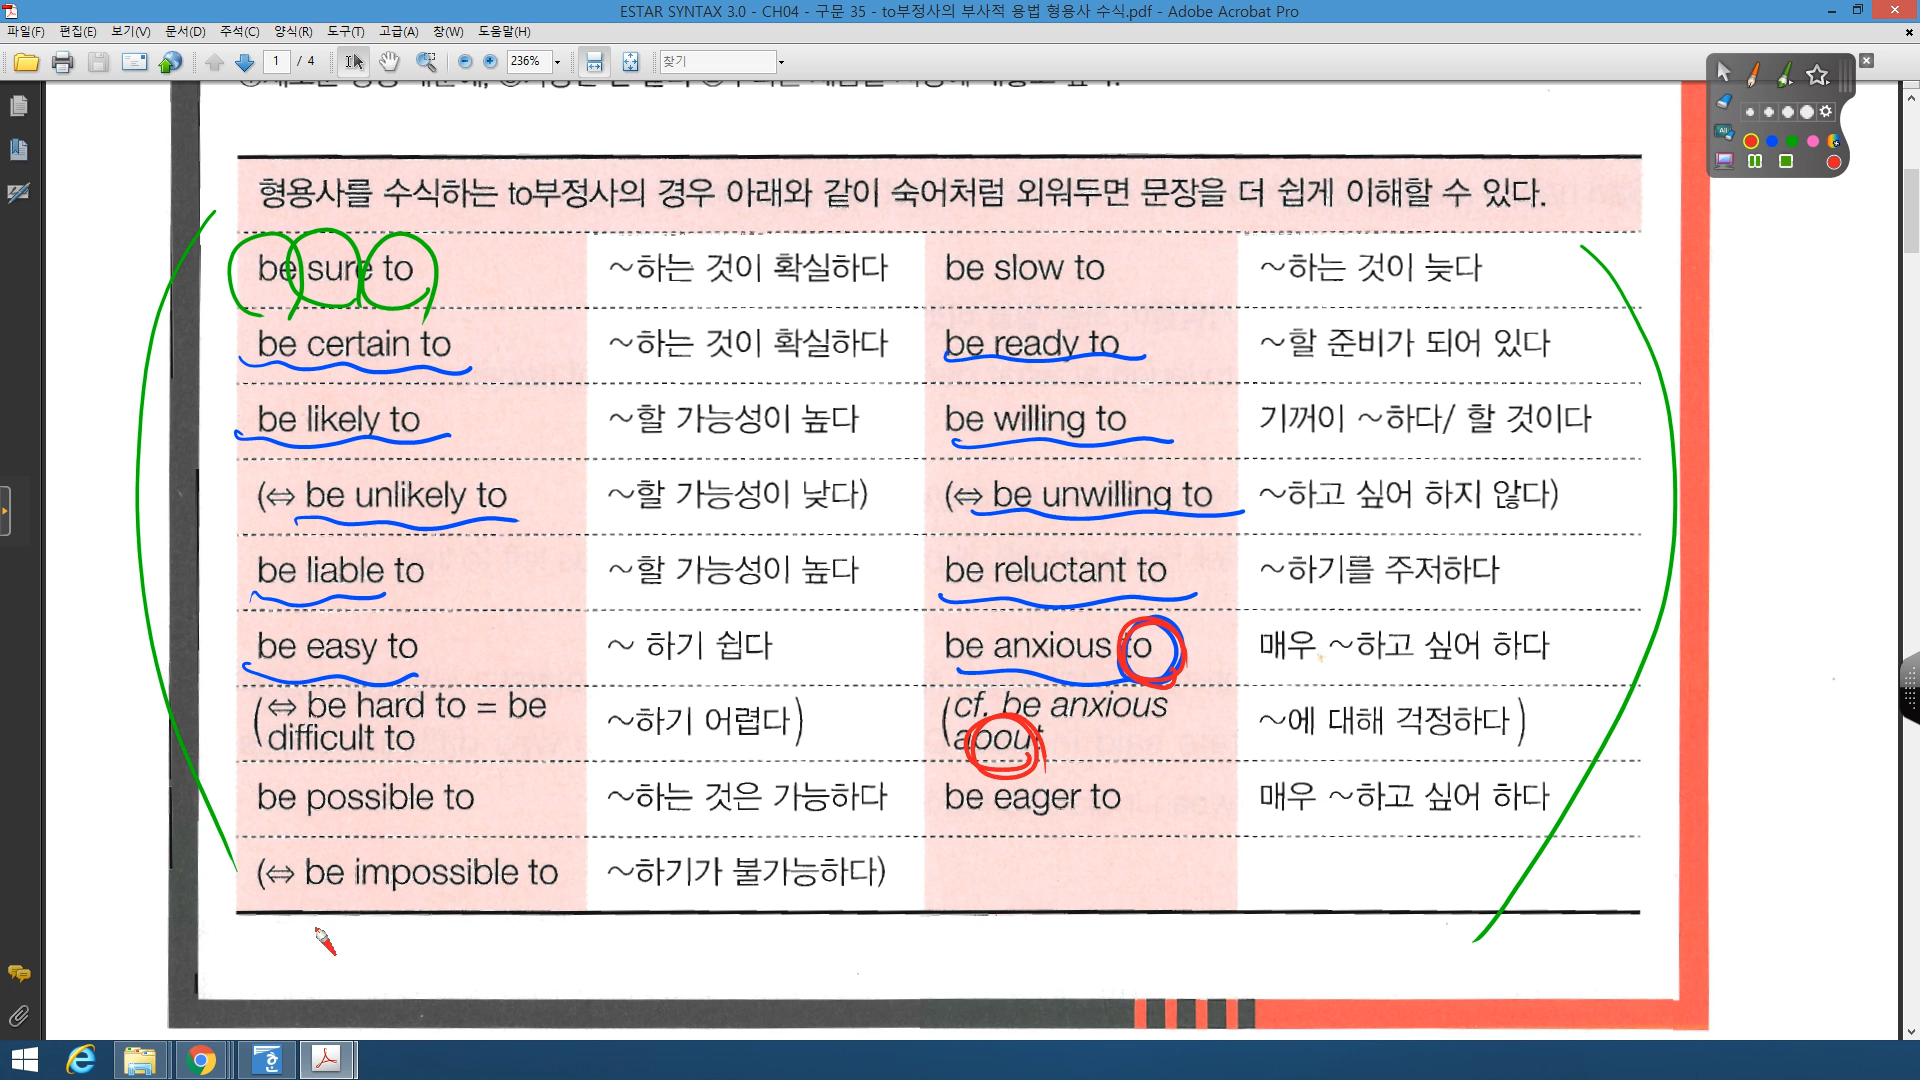 ESTAR SYNTAX 3.0 - CH04 - 구문 35 - to부정사의 부사적 용법 형용사 수식.pdf - Adobe Acrobat Pro
파일(F) 편집(E) 보기(V) 문서(D) 주석(C) 양식(R) 도구(T) 고급(A) 창(W) 도움말(H)
1 / 4 236% 찾기
형용사를 수식하는 to부정사의 경우 아래와 같이 숙어처럼 외워두면 문장을 더 쉽게 이해할 수 있다.
be sure to ~하는 것이 확실하다 be slow to ~하는 것이 늦다
be certain to ~하는 것이 확실하다 be ready to ~할 준비가 되어 있다
be likely to ~할 가능성이 높다 be willing to 기꺼이 ~하다/ 할 것이다
(⇔ be unlikely to ~할 가능성이 낮다) (⇔ be unwilling to ~하고 싶어 하지 않다)
be liable to ~할 가능성이 높다 be reluctant to ~하기를 주저하다
be easy to ~ 하기 쉽다 be anxious to 매우 ~하고 싶어 하다
(⇔ be hard to = be difficult to ~하기 어렵다) (cf. be anxious about ~에 대해 걱정하다)
be possible to ~하는 것은 가능하다 be eager to 매우 ~하고 싶어 하다
(⇔ be impossible to ~하기가 불가능하다)